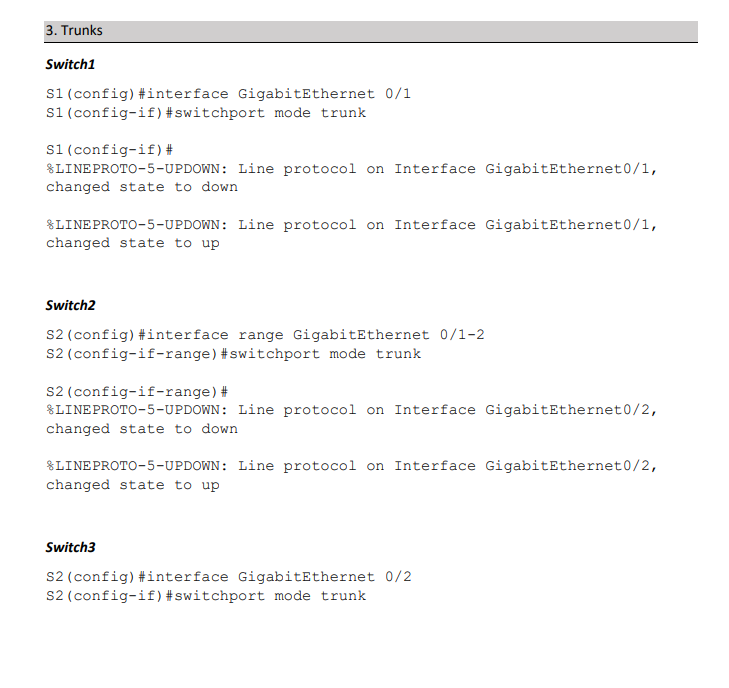 3. Trunks
Switch1
S1(config)#interface GigabitEthernet 0/1
S1(config-if)#switchport mode trunk
S1(config-if)#
%LINEPROTO-5-UPDOWN: Line protocol on Interface GigabitEthernet0/1,
changed state to down
%LINEPROTO-5-UPDOWN: Line protocol on Interface GigabitEthernet0/1,
changed state to up
Switch2
S2(config)#interface range GigabitEthernet 0/1-2
S2(config-if-range)#switchport mode trunk
S2(config-if-range)#
%LINEPROTO-5-UPDOWN: Line protocol on Interface GigabitEthernet0/2,
changed state to down
%LINEPROTO-5-UPDOWN: Line protocol on Interface GigabitEthernet0/2,
changed state to up
Switch3
S2(config)#interface GigabitEthernet 0/2
S2(config-if)#switchport mode trunk